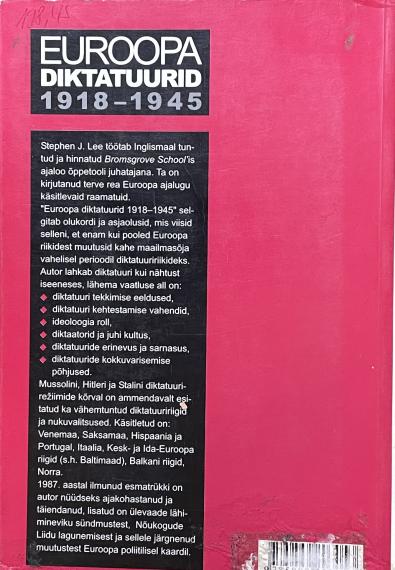 EUROOPA
DIKTATUURID
1918–1945
Stephen J. Lee töötab Inglismaal tun-
tud ja hinnatud Bromsgrove School'is
ajaloo õppetooli juhatajana. Ta on
kirjutanud terve rea Euroopa ajalugu
käsitlevaid raamatuid.
"Euroopa diktatuurid 1918–1945" sel-
gitab olukordi ja asjaolusid, mis viisid
selleni, et enam kui pooled Euroopa
riikidest muutusid kahe maailmasõja
vahelisel perioodil diktatuuririikideks.
Autor lahkab diktatuuri kui nähtust
iseeneses, lähema vaatluse all on:
◆ diktatuuri tekkimise eeldused,
◆ diktatuuri kehtestamise vahendid,
◆ ideoloogia roll,
◆ diktaatorid ja juhi kultus,
◆ diktatuuride erinevus ja sarnasus,
◆ diktatuuride kokkuvarisemise
põhjused.
Mussolini, Hitleri ja Stalini diktatuuri-
režiimide kõrval on ammendavalt esi-
tatud ka vähemtuntud diktatuuririigid
ja nukuvalitsused. Käsitletud on:
Venemaa, Saksamaa, Hispaania ja
Portugal, Itaalia, Kesk- ja Ida-Euroopa
riigid (s.h. Baltimaad), Balkani riigid,
Norra.
1987. aastal ilmunud esmatrükki on
autor nüüdseks ajakohastanud ja
täiendanud, lisatud on ülevaade lähi-
mineviku sündmustest, Nõukogude
Liidu lagunemisest ja sellele järgnenud
muutustest Euroopa poliitilisel kaardil.